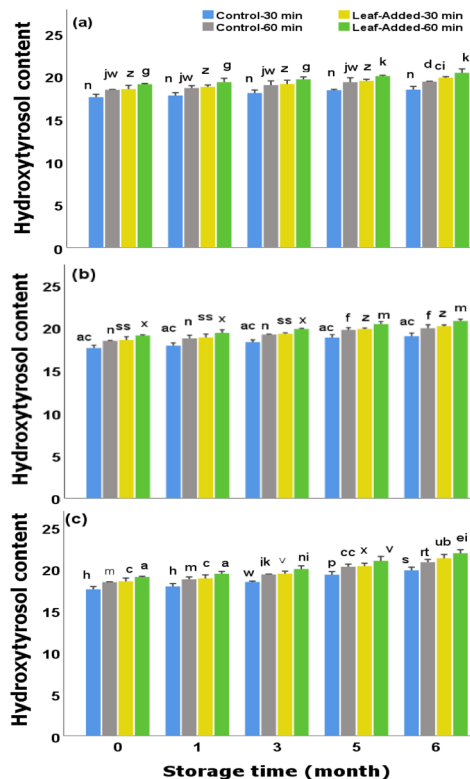 Control-30 min Leaf-Added-30 min
Control-60 min Leaf-Added-60 min
(a)
Hydroxytyrosol content
25
20
15
10
5
0
n jw z g n jw z g n jw z g n jw z k n d ci k
(b)
Hydroxytyrosol content
25
20
15
10
5
0
ac n ss x ac n ss x ac n ss x ac f z m ac f z m
(c)
Hydroxytyrosol content
25
20
15
10
5
0
h m c a h m c a w ik v ni p cc x v s rt ub ei
0 1 3 5 6
Storage time (month)